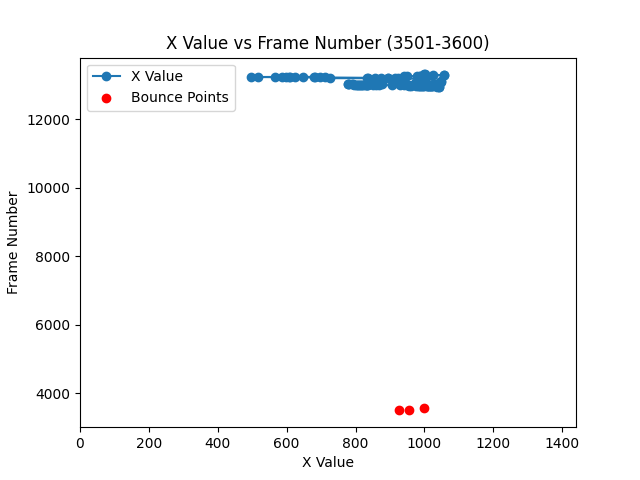 X Value vs Frame Number (3501-3600)
X Value
Bounce Points
12000
10000
8000
6000
4000
Frame Number
0 200 400 600 800 1000 1200 1400
X Value